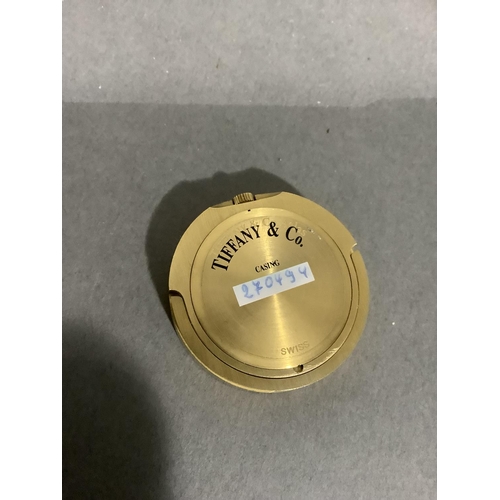 TIFFANY & Co.
CASING
270494
SWISS